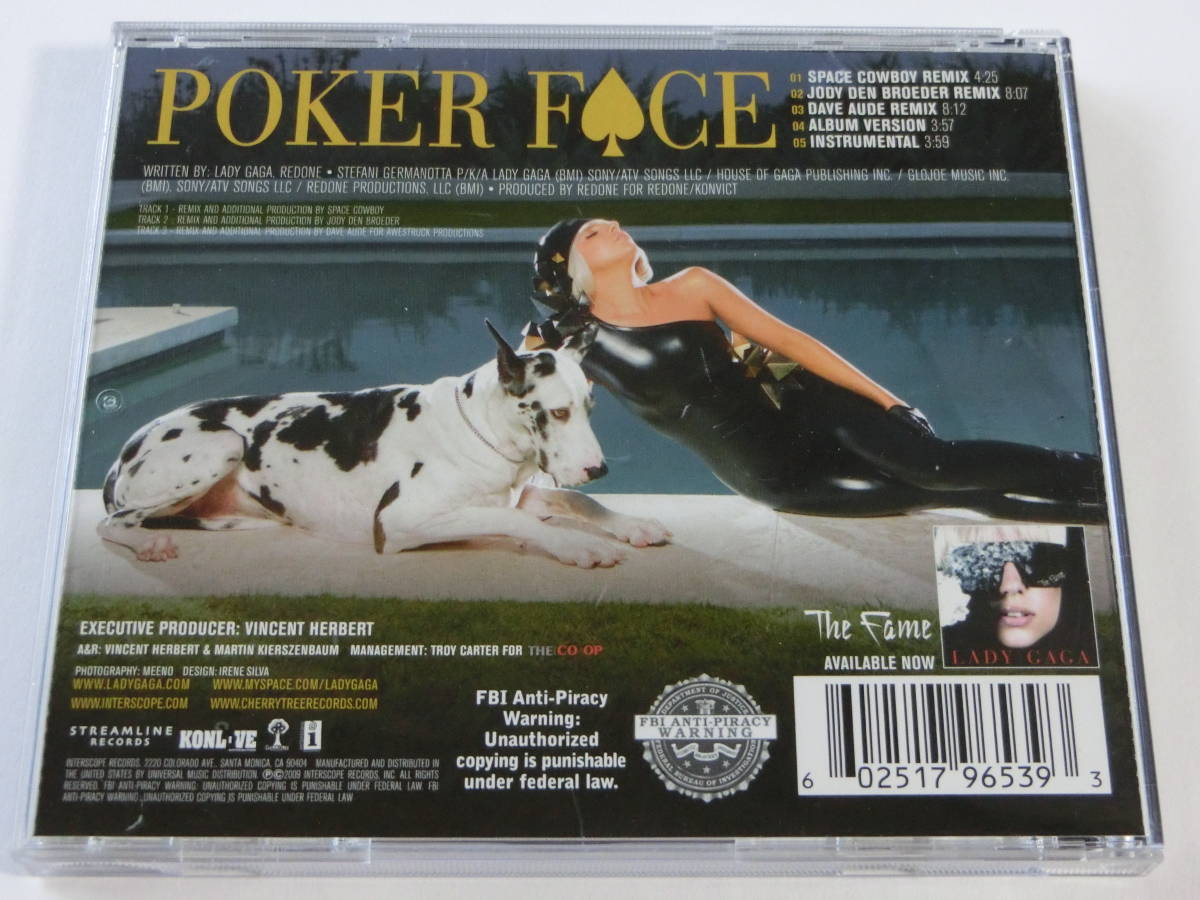 POKER F♠CE
01 SPACE COWBOY REMIX 4:25
02 JODY DEN BROEDER REMIX 8:07
03 DAVE AUDE REMIX 8:12
04 ALBUM VERSION 3:57
05 INSTRUMENTAL 3:59
WRITTEN BY: LADY GAGA, REDONE • STEFANI GERMANOTTA P/K/A LADY GAGA (BMI) SONY/ATV SONGS LLC / HOUSE OF GAGA PUBLISHING INC. / GLOJOE MUSIC INC.
(BMI), SONY/ATV SONGS LLC / REDONE PRODUCTIONS, LLC (BMI) • PRODUCED BY REDONE FOR REDONE/KONVICT
TRACK 1 - REMIX AND ADDITIONAL PRODUCTION BY SPACE COWBOY
TRACK 2 - REMIX AND ADDITIONAL PRODUCTION BY JODY DEN BROEDER
TRACK 3 - REMIX AND ADDITIONAL PRODUCTION BY DAVE AUDE FOR AWESTRUCK PRODUCTIONS
3
EXECUTIVE PRODUCER: VINCENT HERBERT
A&R: VINCENT HERBERT & MARTIN KIERSZENBAUM MANAGEMENT: TROY CARTER FOR THE CO OP
PHOTOGRAPHY: MEENO DESIGN: IRENE SILVA
WWW.LADYGAGA.COM WWW.MYSPACE.COM/LADYGAGA
WWW.INTERSCOPE.COM WWW.CHERRYTREERECORDS.COM
STREAMLINE
RECORDS
KONLIVE
i
INTERSCOPE RECORDS, 2220 COLORADO AVE., SANTA MONICA, CA 90404 MANUFACTURED AND DISTRIBUTED IN
THE UNITED STATES BY UNIVERSAL MUSIC DISTRIBUTION ℗©2009 INTERSCOPE RECORDS, INC. ALL RIGHTS
RESERVED. FBI ANTI-PIRACY WARNING: UNAUTHORIZED COPYING IS PUNISHABLE UNDER FEDERAL LAW. FBI
ANTI-PIRACY WARNING: UNAUTHORIZED COPYING IS PUNISHABLE UNDER FEDERAL LAW
FBI Anti-Piracy
Warning:
Unauthorized
copying is punishable
under federal law.
DEPARTMENT OF JUSTICE
FBI ANTI-PIRACY
WARNING
FEDERAL BUREAU OF INVESTIGATION
The Fame
AVAILABLE NOW
LADY GAGA
6 02517 96539 3